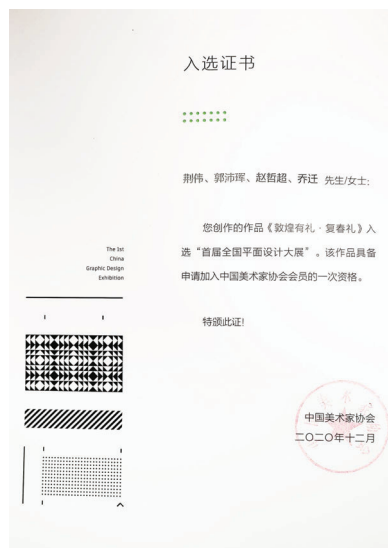 入选证书
荆伟、郭沛珲、赵哲超、乔迁 先生/女士:
您创作的作品《敦煌有礼·复春礼》入
选“首届全国平面设计大展”。该作品具备
申请加入中国美术家协会会员的一次资格。
特颁此证!
The 1st
China
Graphic Design
Exhibition
中国美术家协会
二〇二〇年十二月